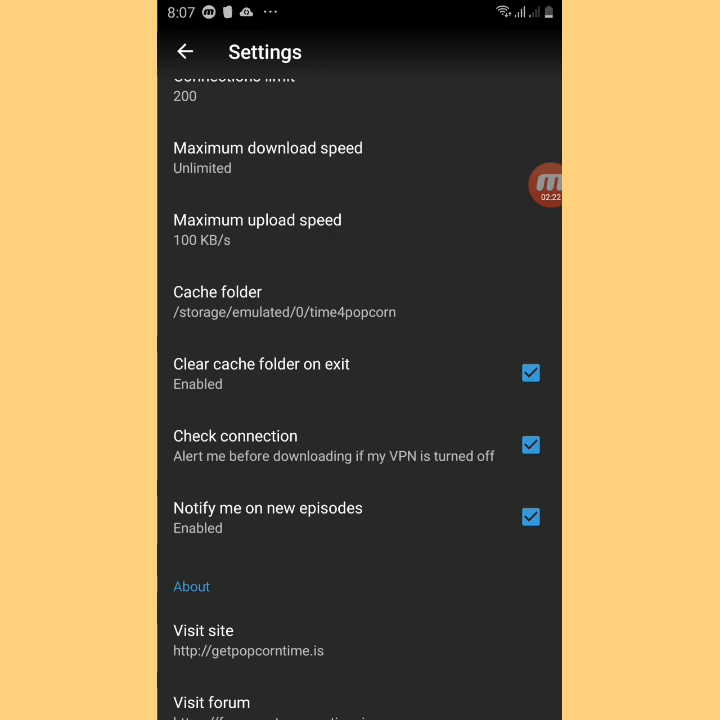 8:07
Settings
Connections limit
200
Maximum download speed
Unlimited
02:22
Maximum upload speed
100 KB/s
Cache folder
/storage/emulated/0/time4popcorn
Clear cache folder on exit
Enabled
Check connection
Alert me before downloading if my VPN is turned off
Notify me on new episodes
Enabled
About
Visit site
http://getpopcorntime.is
Visit forum